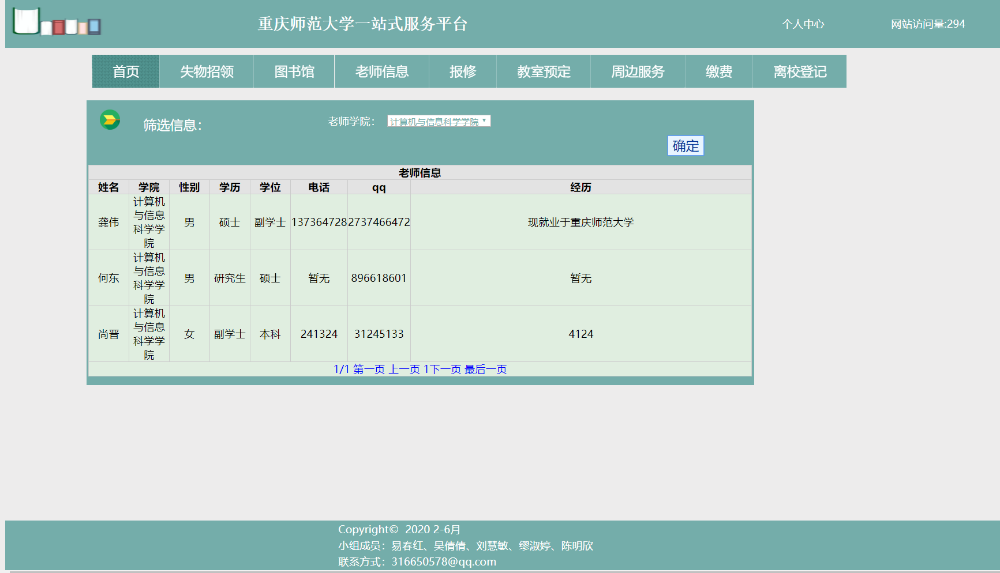 重庆师范大学一站式服务平台 个人中心 网站访问量:294
首页 失物招领 图书馆 老师信息 报修 教室预定 周边服务 缴费 离校登记
筛选信息： 老师学院： 计算机与信息科学学院
确定
老师信息
姓名 学院 性别 学历 学位 电话 qq 经历
龚伟 计算机与信息科学学院 男 硕士 副学士 137364728 2737466472 现就业于重庆师范大学
何东 计算机与信息科学学院 男 研究生 硕士 暂无 896618601 暂无
尚晋 计算机与信息科学学院 女 副学士 本科 241324 31245133 4124
1/1 第一页 上一页 1下一页 最后一页
Copyright© 2020 2-6月
小组成员：易春红、吴倩倩、刘慧敏、缪淑婷、陈明欣
联系方式：316650578@qq.com